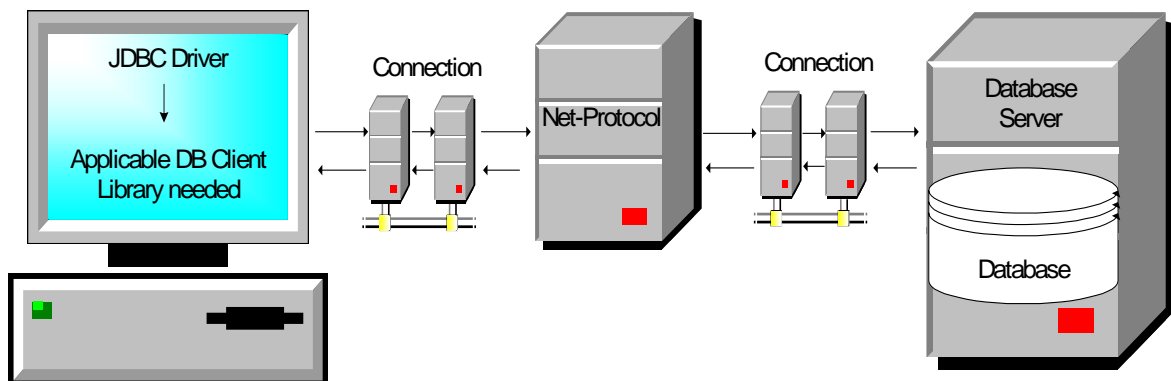 JDBC Driver
Applicable DB Client
Library needed
Connection
Net-Protocol
Connection
Database
Server
Database